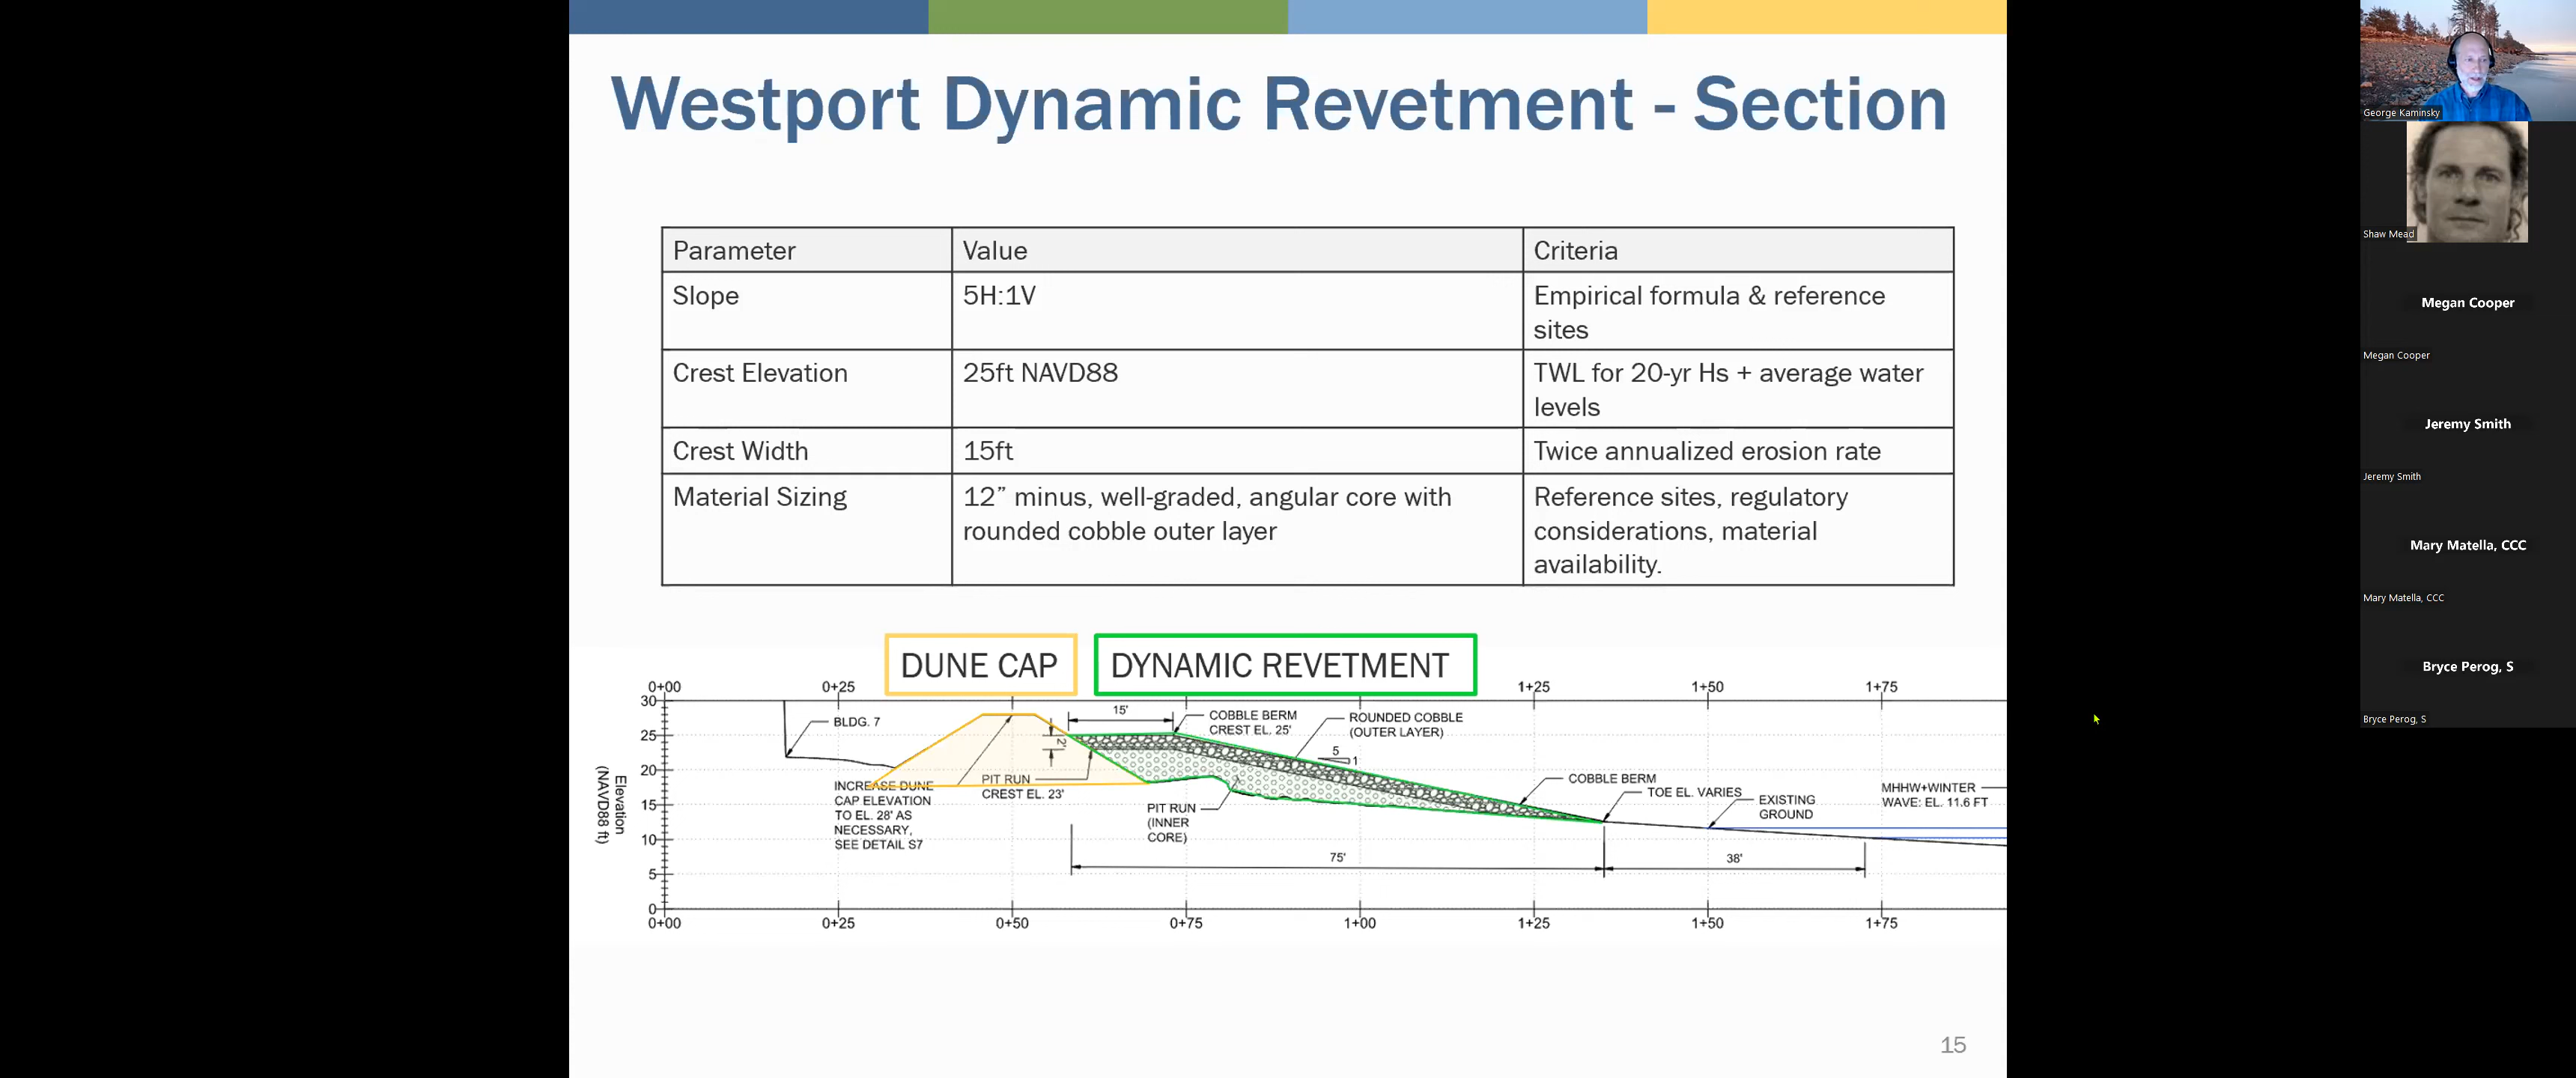 Westport Dynamic Revetment - Section
Parameter
Value
Criteria
Slope
5H:1V
Empirical formula & reference
sites
Crest Elevation
25ft NAVD88
TWL for 20-yr Hs + average water
levels
Crest Width
15ft
Twice annualized erosion rate
Material Sizing
12” minus, well-graded, angular core with
rounded cobble outer layer
Reference sites, regulatory
considerations, material
availability.
DUNE CAP
DYNAMIC REVETMENT
0+00
0+25
1+25
1+50
1+75
30
25
20
15
10
5
0
Elevation
(NAVD88 ft)
BLDG. 7
15'
2'
COBBLE BERM
CREST EL. 25'
ROUNDED COBBLE
(OUTER LAYER)
5
1
INCREASE DUNE
CAP ELEVATION
TO EL. 28' AS
NECESSARY,
SEE DETAIL S7
PIT RUN
CREST EL. 23'
PIT RUN
(INNER
CORE)
COBBLE BERM
TOE EL. VARIES
EXISTING
GROUND
MHHW+WINTER
WAVE: EL. 11.6 FT
75'
38'
0+00
0+25
0+50
0+75
1+00
1+25
1+50
1+75
15
George Kaminsky
Shaw Mead
Megan Cooper
Megan Cooper
Jeremy Smith
Jeremy Smith
Mary Matella, CCC
Mary Matella, CCC
Bryce Perog, S
Bryce Perog, S